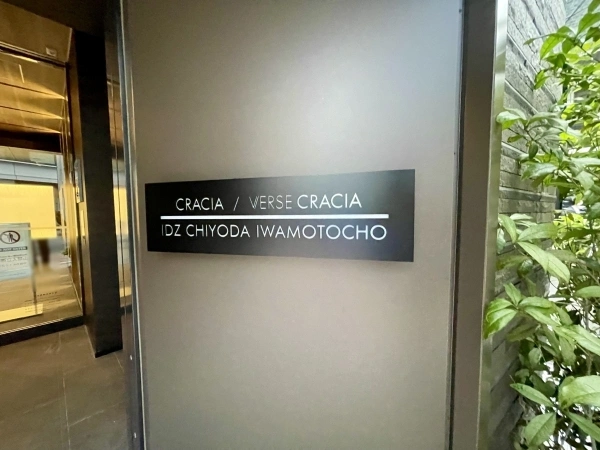 CRACIA / VERSE CRACIA
IDZ CHIYODA IWAMOTOCHO